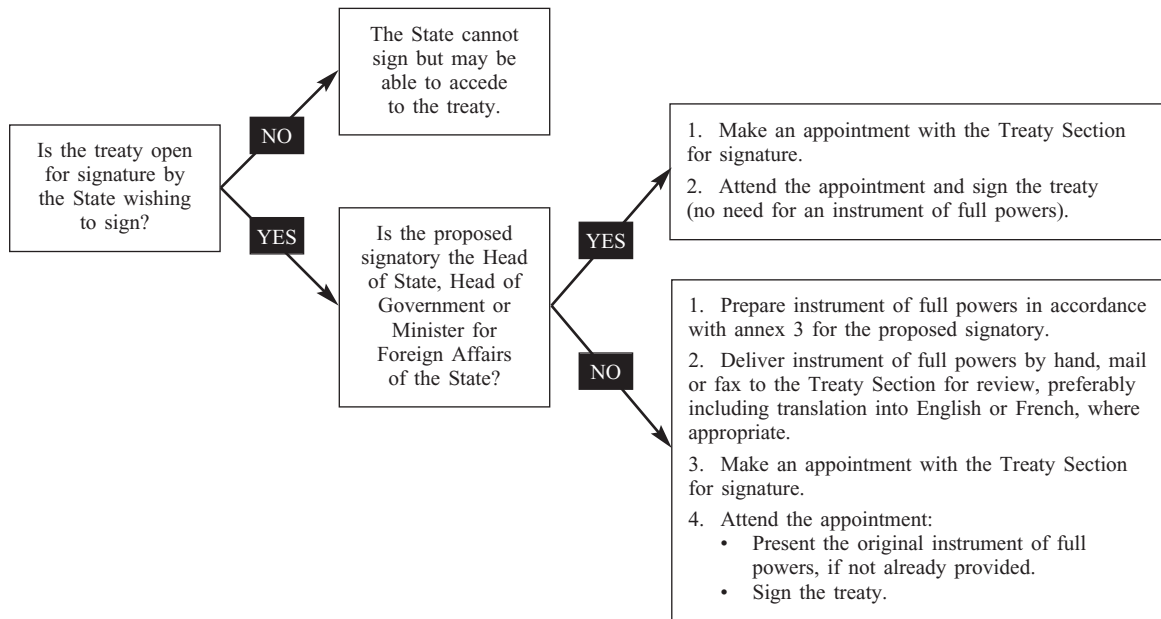 The State cannot
sign but may be
able to accede
to the treaty.
NO
Is the treaty open
for signature by
the State wishing
to sign?
YES
Is the proposed
signatory the Head
of State, Head of
Government or
Minister for
Foreign Affairs
of the State?
YES
1. Make an appointment with the Treaty Section
for signature.
2. Attend the appointment and sign the treaty
(no need for an instrument of full powers).
NO
1. Prepare instrument of full powers in accordance
with annex 3 for the proposed signatory.
2. Deliver instrument of full powers by hand, mail
or fax to the Treaty Section for review, preferably
including translation into English or French, where
appropriate.
3. Make an appointment with the Treaty Section
for signature.
4. Attend the appointment:
• Present the original instrument of full
powers, if not already provided.
• Sign the treaty.